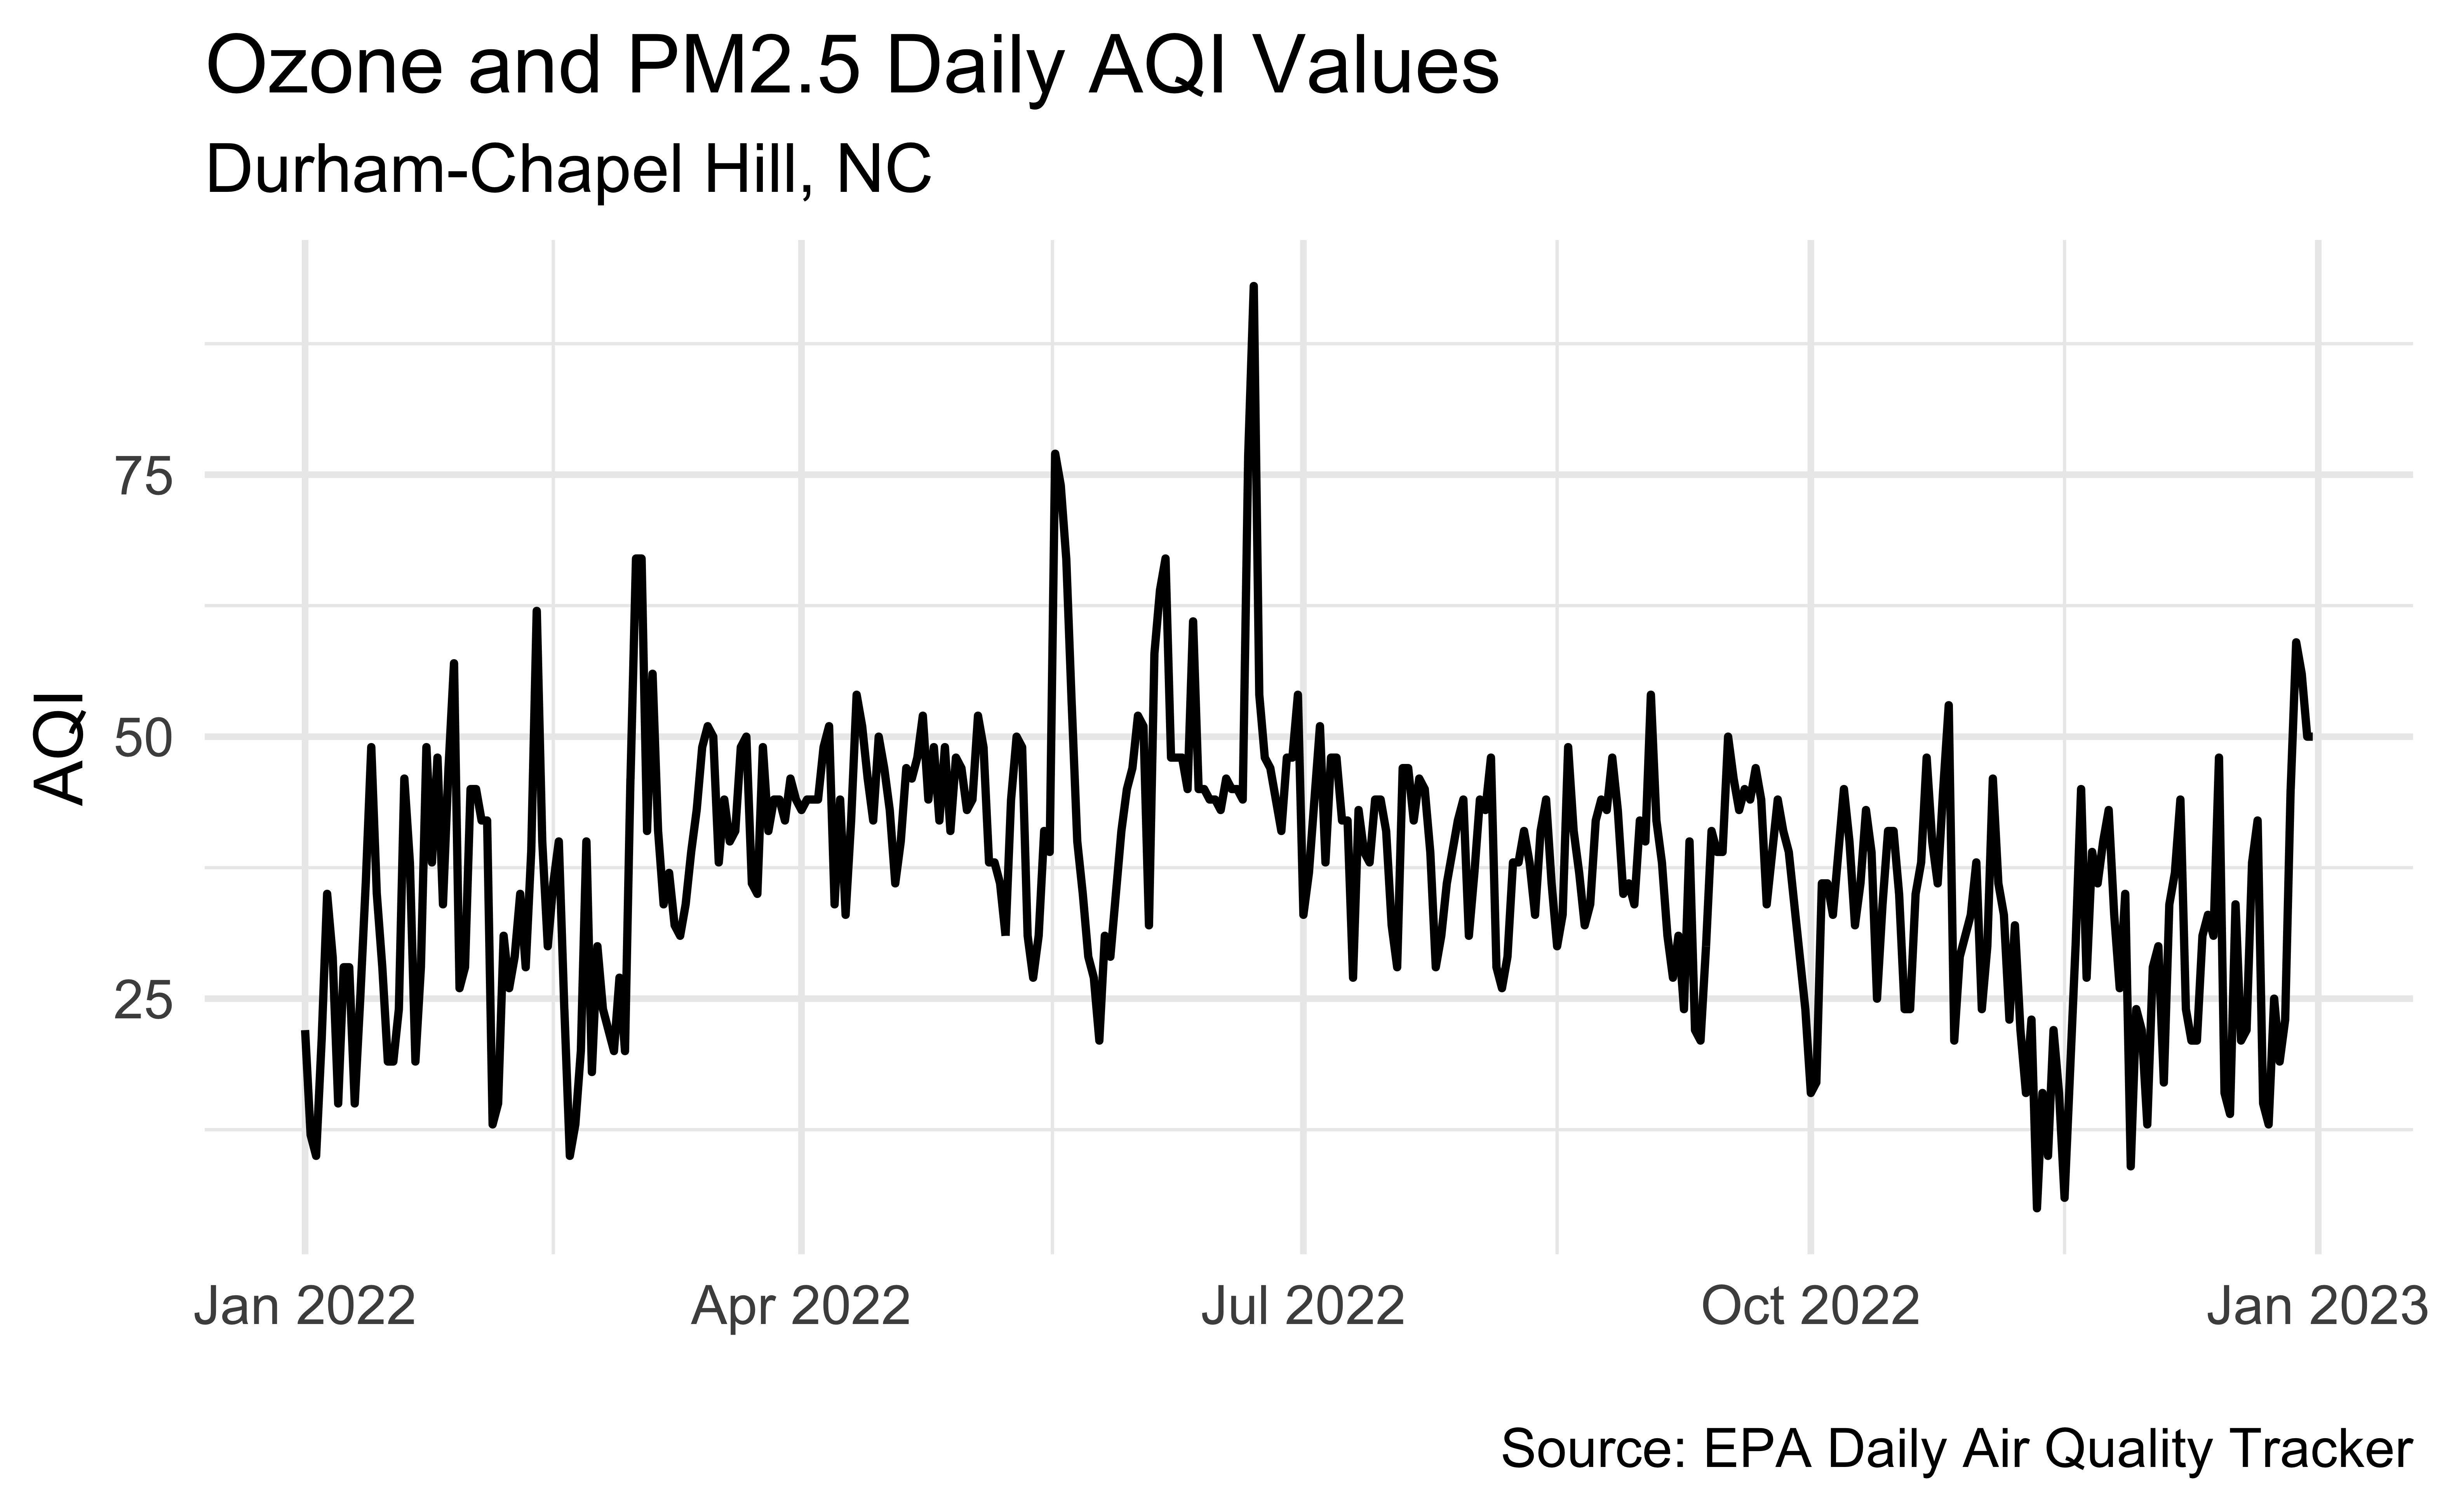 Ozone and PM2.5 Daily AQI Values
Durham-Chapel Hill, NC
AQI
75
50
25
Jan 2022
Apr 2022
Jul 2022
Oct 2022
Jan 2023
Source: EPA Daily Air Quality Tracker